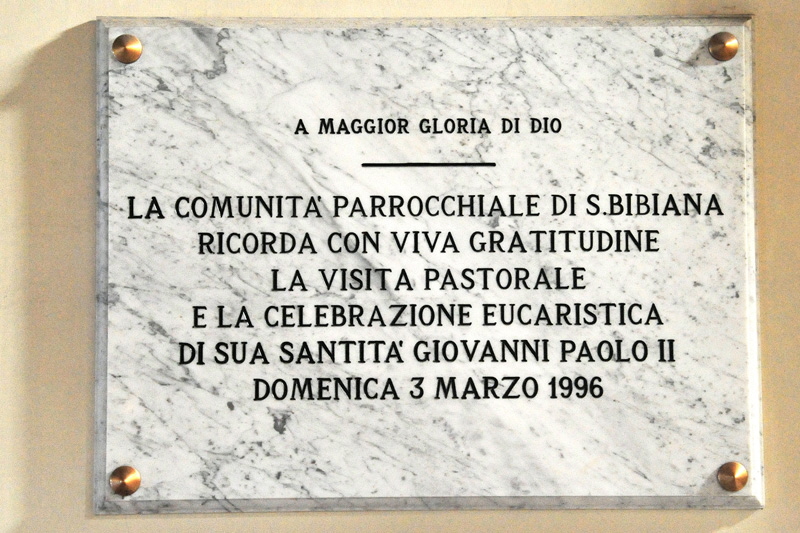 A MAGGIOR GLORIA DI DIO
LA COMUNITA' PARROCCHIALE DI S.BIBIANA
RICORDA CON VIVA GRATITUDINE
LA VISITA PASTORALE
E LA CELEBRAZIONE EUCARISTICA
DI SUA SANTITA' GIOVANNI PAOLO II
DOMENICA 3 MARZO 1996